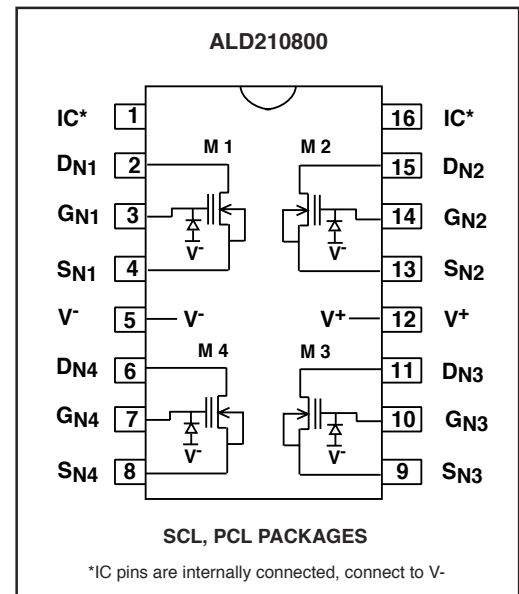 ALD210800
IC* 1 16 IC*
M 1 M 2
DN1 2 15 DN2
GN1 3 14 GN2
V- V-
SN1 4 13 SN2
V- 5 V- V+ 12 V+
M 4 M 3
DN4 6 11 DN3
GN4 7 10 GN3
V- V-
SN4 8 9 SN3
SCL, PCL PACKAGES
*IC pins are internally connected, connect to V-